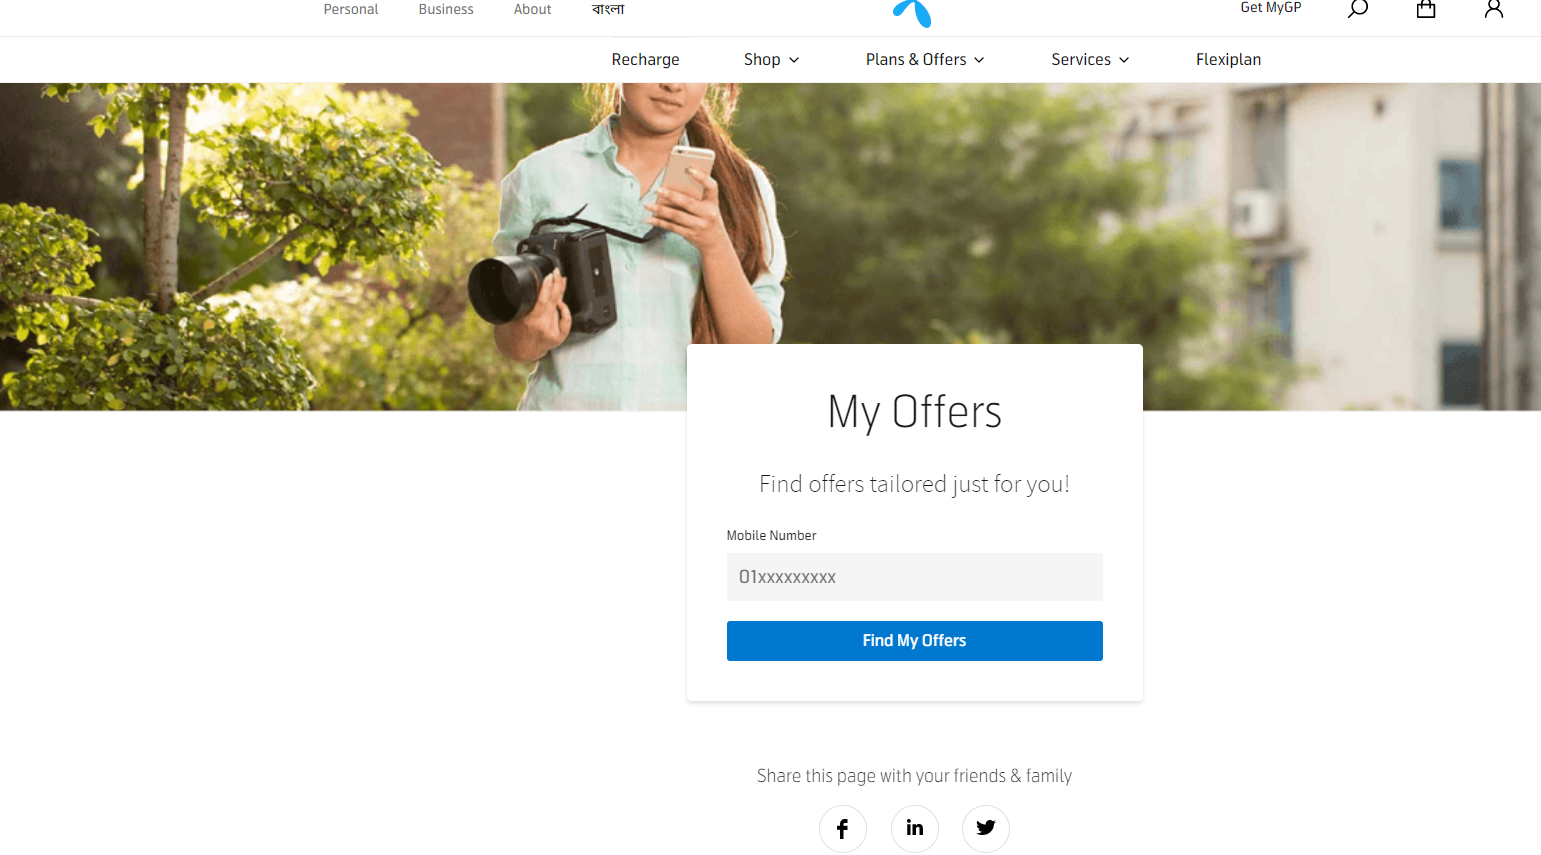 Personal Business About বাংলা Get MyGP
Recharge Shop Plans & Offers Services Flexiplan
My Offers
Find offers tailored just for you!
Mobile Number
01xxxxxxxxx
Find My Offers
Share this page with your friends & family